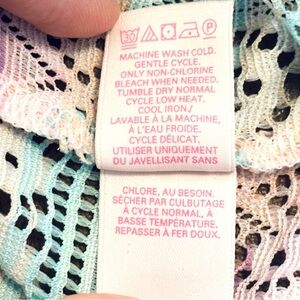 MACHINE WASH COLD.
GENTLE CYCLE.
ONLY NON-CHLORINE
BLEACH WHEN NEEDED.
TUMBLE DRY NORMAL
CYCLE LOW HEAT.
COOL IRON./
LAVABLE À LA MACHINE,
À L'EAU FROIDE.
CYCLE DÉLICAT.
UTILISER UNIQUEMENT
DU JAVELLISANT SANS
CHLORE, AU BESOIN.
SÉCHER PAR CULBUTAGE
À CYCLE NORMAL, À
BASSE TEMPÉRATURE.
REPASSER À FER DOUX.